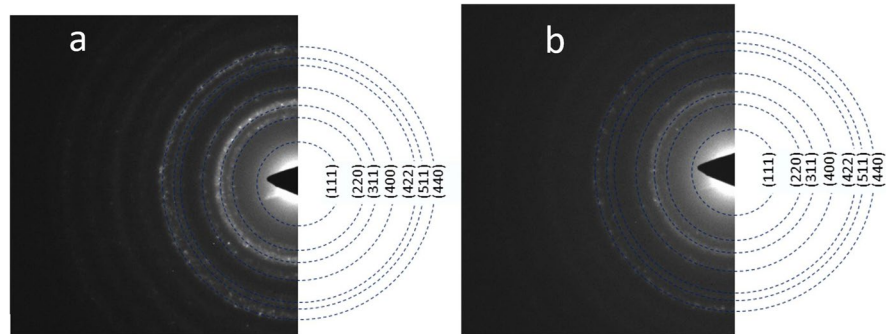 a
(111) (220) (311) (400) (422) (511) (440)
b
(111) (220) (311) (400) (422) (511) (440)